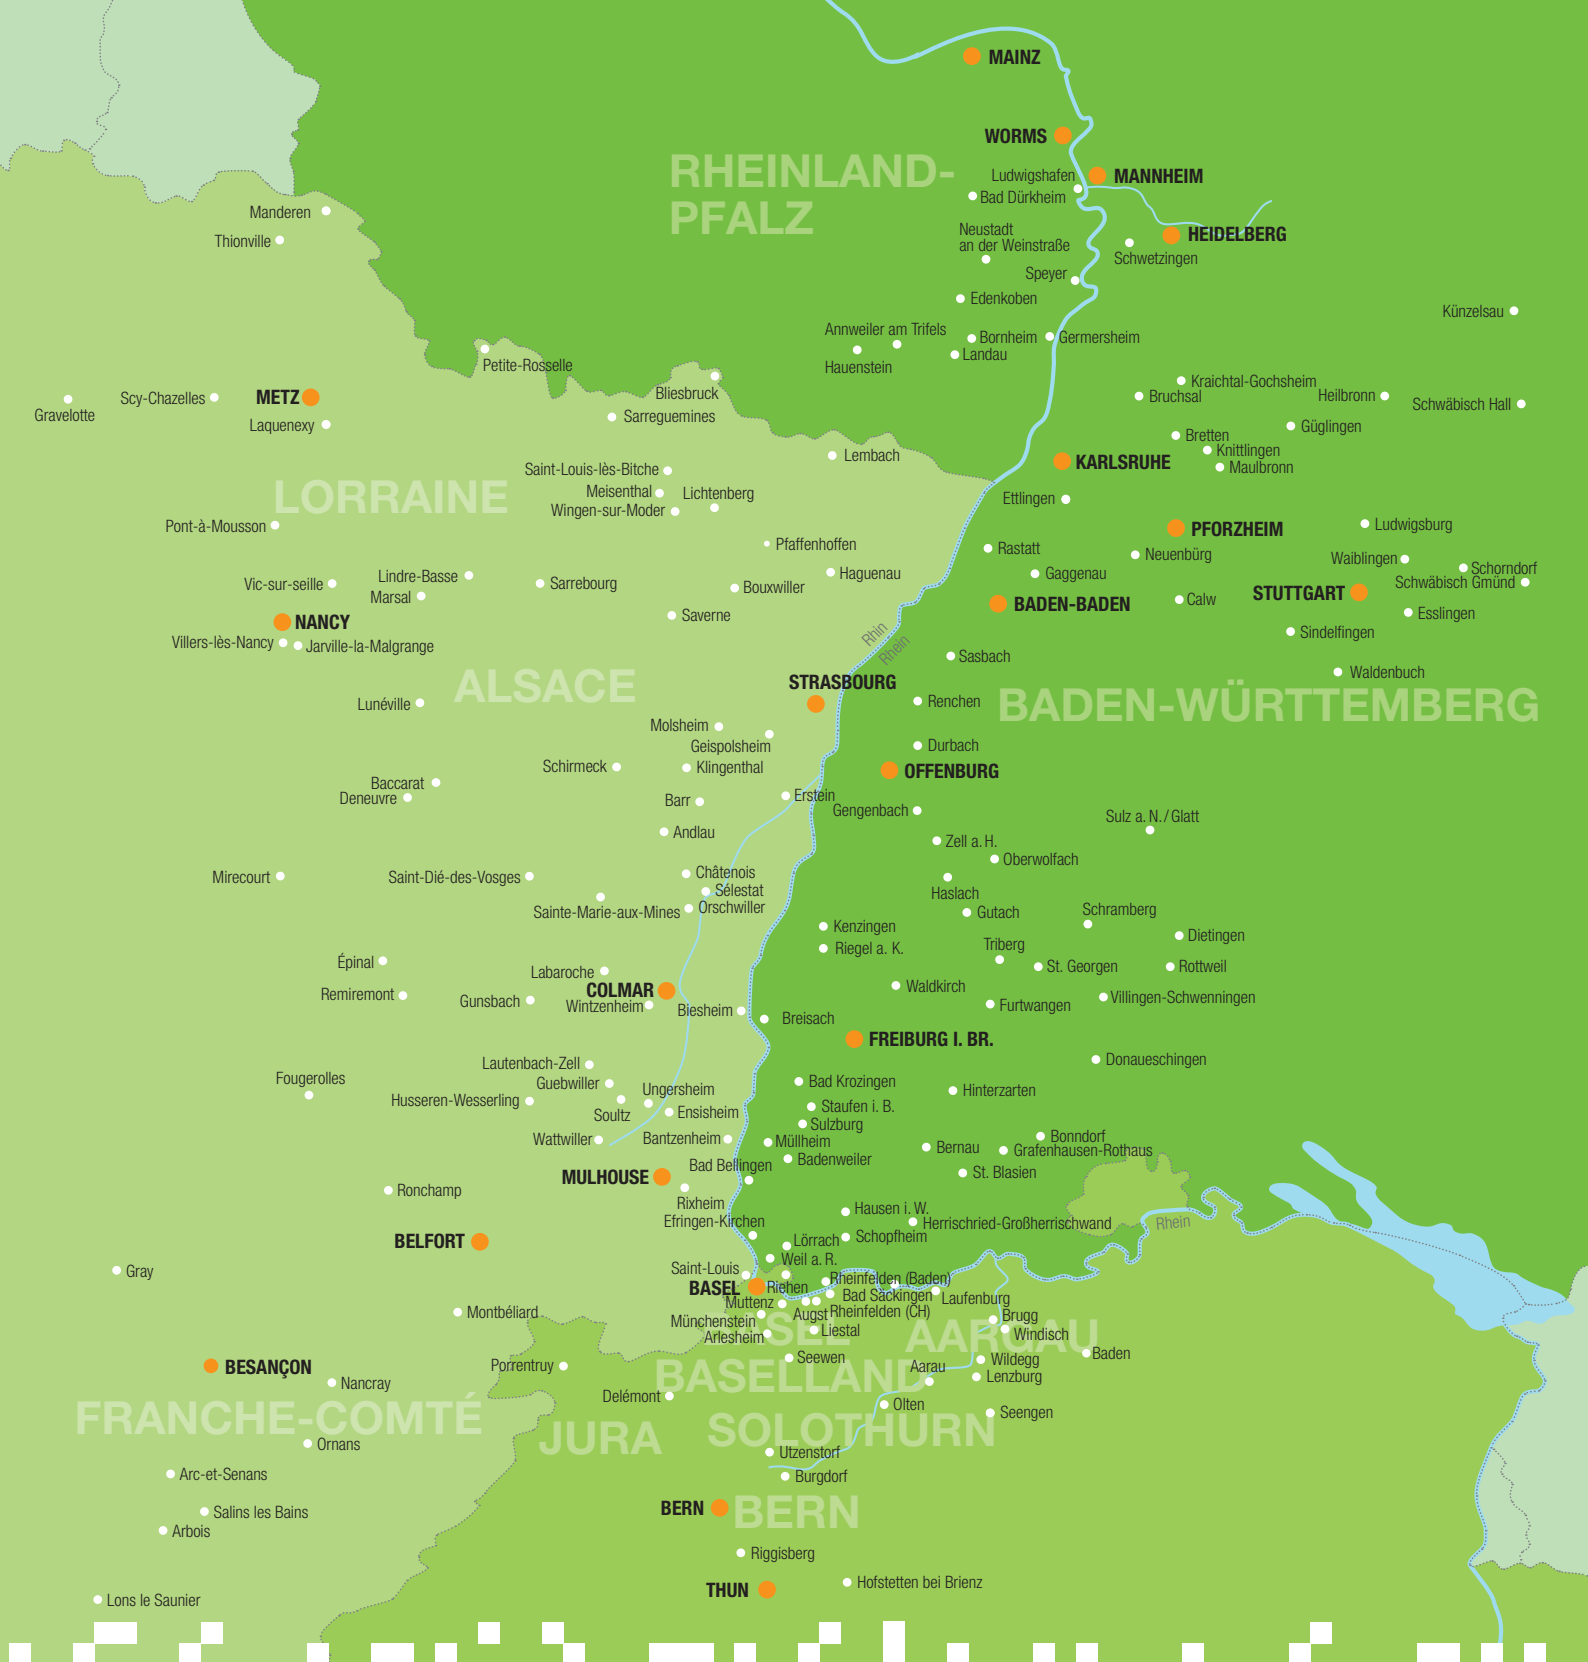 MAINZ
WORMS
RHEINLAND-
PFALZ
Ludwigshafen
MANNHEIM
Bad Dürkheim
Manderen
Thionville
Neustadt
an der Weinstraße
HEIDELBERG
Schwetzingen
Speyer
Edenkoben
Künzelsau
Annweiler am Trifels
Bornheim
Germersheim
Landau
Hauenstein
Petite-Rosselle
Bliesbruck
Kraichtal-Gochsheim
Bruchsal
Heilbronn
Schwäbisch Hall
Gravelotte
Scy-Chazelles
METZ
Laquenexy
Sarreguemines
Güglingen
Bretten
Knittlingen
Maulbronn
Lembach
KARLSRUHE
Saint-Louis-lès-Bitche
Meisenthal
Lichtenberg
Wingen-sur-Moder
LORRAINE
Ettlingen
Pont-à-Mousson
PFORZHEIM
Ludwigsburg
Pfaffenhoffen
Rastatt
Neuenbürg
Waiblingen
Schorndorf
Schwäbisch Gmünd
Haguenau
Gaggenau
Vic-sur-seille
Lindre-Basse
Marsal
Sarrebourg
Bouxwiller
BADEN-BADEN
Calw
STUTTGART
Esslingen
Saverne
NANCY
Villers-lès-Nancy
Jarville-la-Malgrange
Rhin
Rhein
Sindelfingen
Sasbach
Waldenbuch
ALSACE
STRASBOURG
BADEN-WÜRTTEMBERG
Lunéville
Renchen
Molsheim
Geispolsheim
Durbach
Schirmeck
Klingenthal
OFFENBURG
Baccarat
Deneuvre
Barr
Erstein
Gengenbach
Sulz a. N. / Glatt
Andlau
Zell a. H.
Oberwolfach
Mirecourt
Saint-Dié-des-Vosges
Châtenois
Sélestat
Haslach
Sainte-Marie-aux-Mines
Orschwiller
Gutach
Schramberg
Kenzingen
Dietingen
Riegel a. K.
Triberg
Épinal
Labaroche
St. Georgen
Rottweil
Remiremont
Gunsbach
COLMAR
Wintzenheim
Biesheim
Waldkirch
Furtwangen
Villingen-Schwenningen
Breisach
FREIBURG I. BR.
Donaueschingen
Lautenbach-Zell
Guebwiller
Fougerolles
Husseren-Wesserling
Soultz
Ungersheim
Ensisheim
Bad Krozingen
Hinterzarten
Staufen i. B.
Sulzburg
Wattwiller
Bantzenheim
Müllheim
Bernau
Bonndorf
Grafenhausen-Rothaus
Badenweiler
Bad Bellingen
St. Blasien
MULHOUSE
Ronchamp
Rixheim
Efringen-Kirchen
Hausen i. W.
Herrischried-Großherrischwand
Rhein
BELFORT
Lörrach
Schopfheim
Weil a. R.
Gray
Saint-Louis
BASEL
Riehen
Rheinfelden (Baden)
Bad Säckingen
Laufenburg
Muttenz
Augst
Rheinfelden (CH)
Montbéliard
Münchenstein
Arlesheim
Liestal
Brugg
Windisch
BASEL
AARGAU
BESANÇON
Porrentruy
Seewen
Wildegg
Baden
Aarau
Lenzburg
BASELLAND
Nancray
Delémont
Olten
Seengen
FRANCHE-COMTÉ
JURA
SOLOTHURN
Ornans
Utzenstorf
Arc-et-Senans
Burgdorf
Salins les Bains
BERN
BERN
Arbois
Riggisberg
THUN
Hofstetten bei Brienz
Lons le Saunier